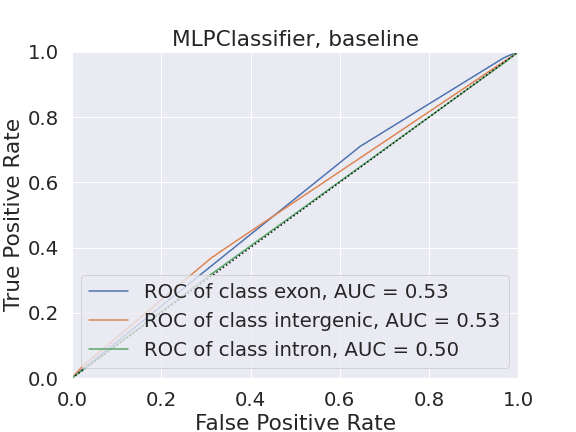 MLPClassifier, baseline
1.0
0.8
0.6
0.4
0.2
0.0
True Positive Rate
ROC of class exon, AUC = 0.53
ROC of class intergenic, AUC = 0.53
ROC of class intron, AUC = 0.50
0.0 0.2 0.4 0.6 0.8 1.0
False Positive Rate